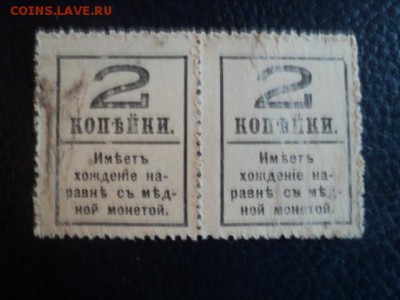 COINS.LAVE.RU
2
КОПѢЙКИ.
Имѣетъ
хожденіе на-
равнѣ съ мѣд-
ной монетой.
2
КОПѢЙКИ.
Имѣетъ
хожденіе на-
равнѣ съ мѣд-
ной монетой.